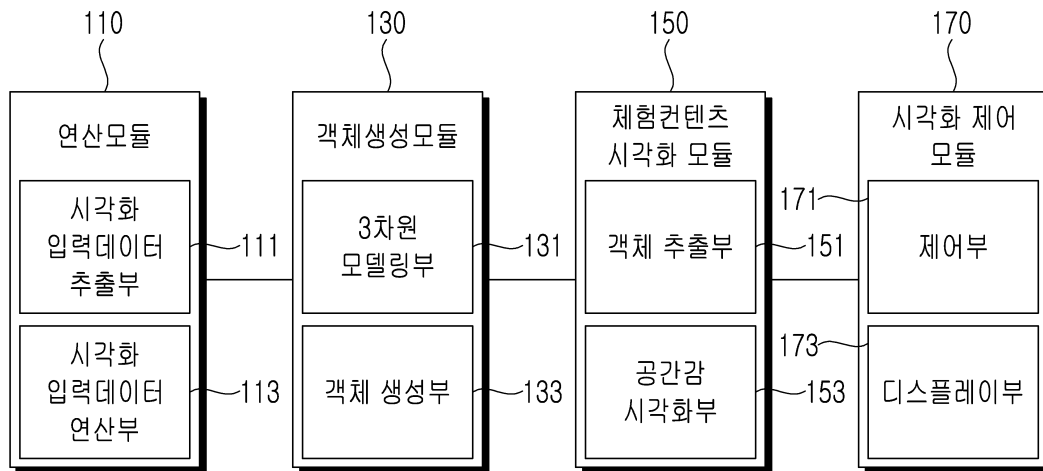 110
130
150
170
연산모듈
시각화
입력데이터
추출부
111
시각화
입력데이터
연산부
113
객체생성모듈
3차원
모델링부
131
객체 생성부
133
체험컨텐츠
시각화 모듈
객체 추출부
151
공간감
시각화부
153
시각화 제어
모듈
171
제어부
173
디스플레이부